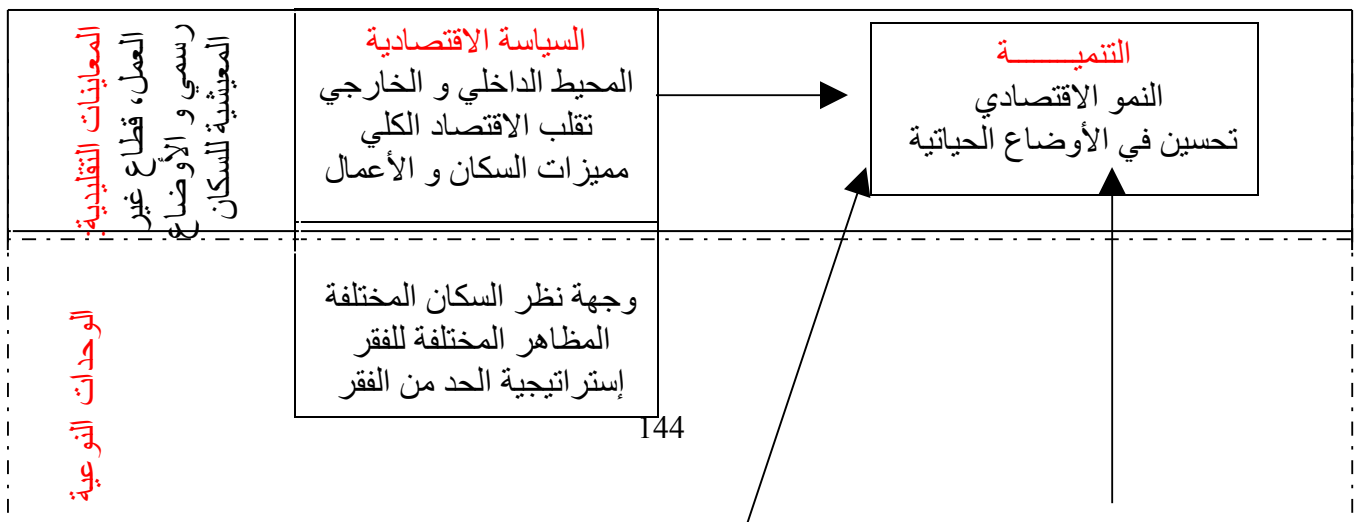 المعاينات التقليدية:
العمل، قطاع غير
رسمي و الأوضاع
المعيشية للسكان
السياسة الاقتصادية
المحيط الداخلي و الخارجي
تقلب الاقتصاد الكلي
مميزات السكان و الأعمال
التنميـــــــــة
النمو الاقتصادي
تحسين في الأوضاع الحياتية
الوحدات النوعية
وجهة نظر السكان المختلفة
المظاهر المختلفة للفقر
إستراتيجية الحد من الفقر
144